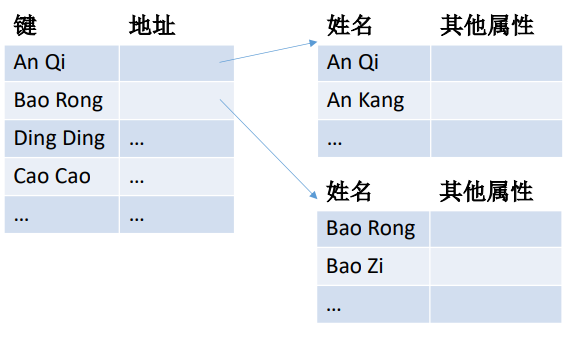 键 地址
An Qi
Bao Rong
Ding Ding ...
Cao Cao ...
... ...
姓名 其他属性
An Qi
An Kang
...
姓名 其他属性
Bao Rong
Bao Zi
...